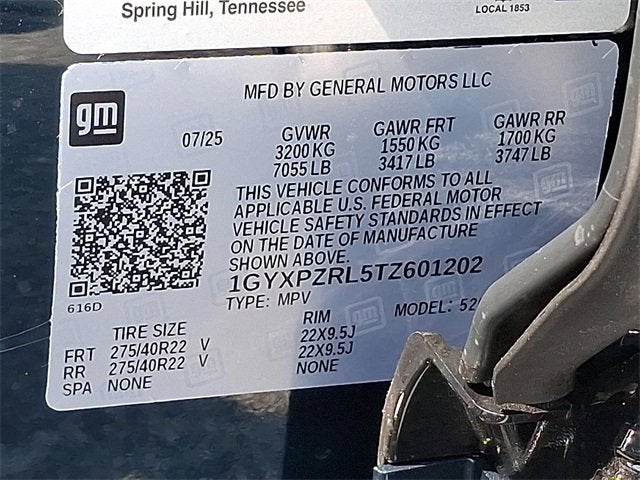 Spring Hill, Tennessee
LOCAL 1853
MFD BY GENERAL MOTORS LLC
gm
07/25 GVWR GAWR FRT GAWR RR
3200 KG 1550 KG 1700 KG
7055 LB 3417 LB 3747 LB
THIS VEHICLE CONFORMS TO ALL
APPLICABLE U.S. FEDERAL MOTOR
VEHICLE SAFETY STANDARDS IN EFFECT
ON THE DATE OF MANUFACTURE
SHOWN ABOVE.
1GYXPZRL5TZ601202
616D TYPE: MPV MODEL:
TIRE SIZE RIM
FRT 275/40R22 V 22X9.5J
RR 275/40R22 V 22X9.5J
SPA NONE NONE